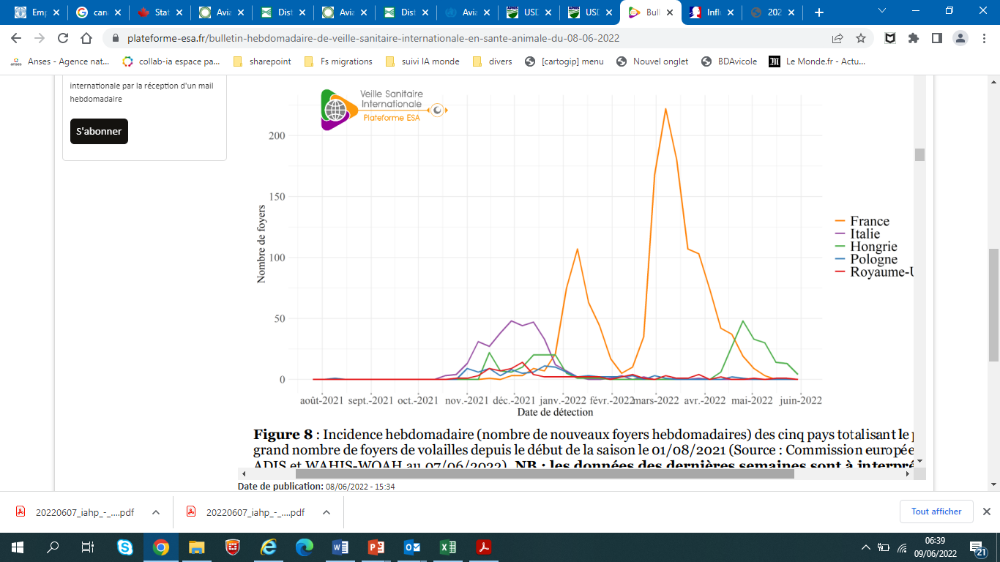 Emp
cana
Stat
Avia
Dist
Avia
Dist
Avia
USD
USD
Bull
Influ
202
plateforme-esa.fr/bulletin-hebdomadaire-de-veille-sanitaire-internationale-en-sante-animale-du-08-06-2022
Anses - Agence nat...
collab-ia espace pa...
sharepoint
Fs migrations
suivi IA monde
divers
[cartogip] menu
Nouvel onglet
BDAvicole
Le Monde.fr - Actu...
internationale par la réception d'un mail
hebdomadaire
S'abonner
Veille Sanitaire
Internationale
Plateforme ESA
Nombre de foyers
200
150
100
50
0
août-2021 sept.-2021 oct.-2021 nov.-2021 déc.-2021 janv.-2022 févr.-2022 mars-2022 avr.-2022 mai-2022 juin-2022
Date de détection
France
Italie
Hongrie
Pologne
Royaume-U
Figure 8 : Incidence hebdomadaire (nombre de nouveaux foyers hebdomadaires) des cinq pays totalisant le p
grand nombre de foyers de volailles depuis le début de la saison le 01/08/2021 (Source : Commission europée
ADIS et WAHIS-WOAH au 07/06/2022). NB : les données des dernières semaines sont à interpré
Date de publication: 08/06/2022 - 15:34
20220607_iahp_-_....pdf
20220607_iahp_-_....pdf
Tout afficher
06:39
09/06/2022
21